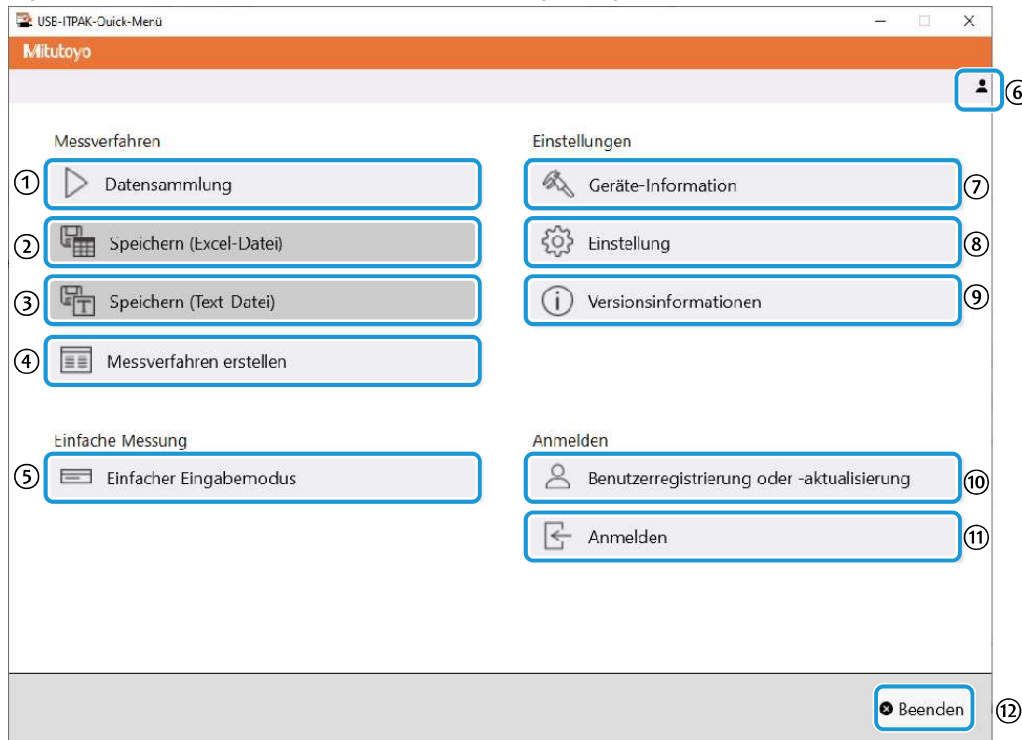 USB-ITPAK-Quick-Menü
Mitutoyo
⑥
Messverfahren
① Datensammlung
② Speichern (Excel-Datei)
③ Speichern (Text Datei)
④ Messverfahren erstellen
Einfache Messung
⑤ Einfacher Eingabemodus
Einstellungen
Geräte-Information ⑦
Einstellung ⑧
Versionsinformationen ⑨
Anmelden
Benutzerregistrierung oder -aktualisierung ⑩
Anmelden ⑪
Beenden ⑫